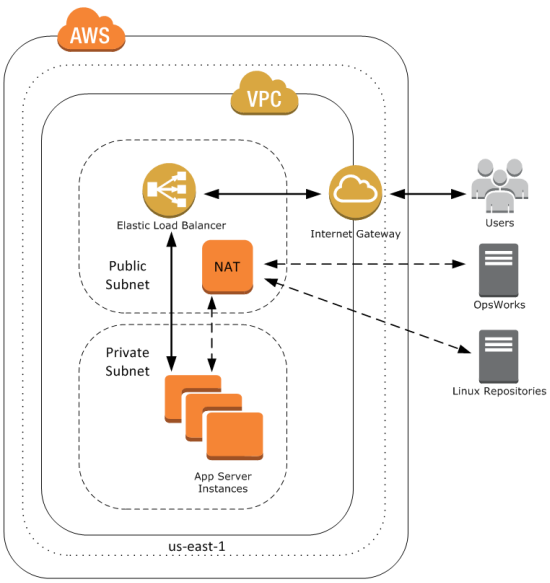 AWS
VPC
Elastic Load Balancer
Internet Gateway
Users
Public
Subnet
NAT
OpsWorks
Private
Subnet
Linux Repositories
App Server
Instances
us-east-1